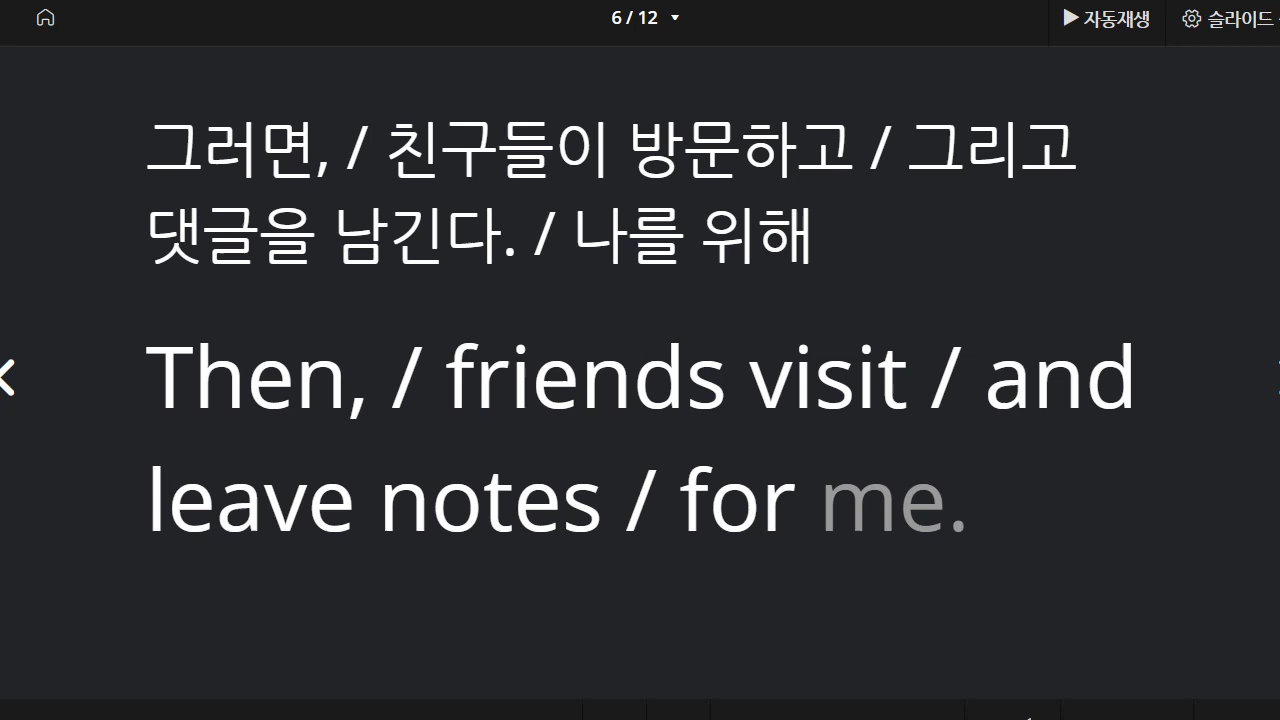 6 / 12
자동재생
슬라이드
그러면, / 친구들이 방문하고 / 그리고
댓글을 남긴다. / 나를 위해
Then, / friends visit / and
leave notes / for me.